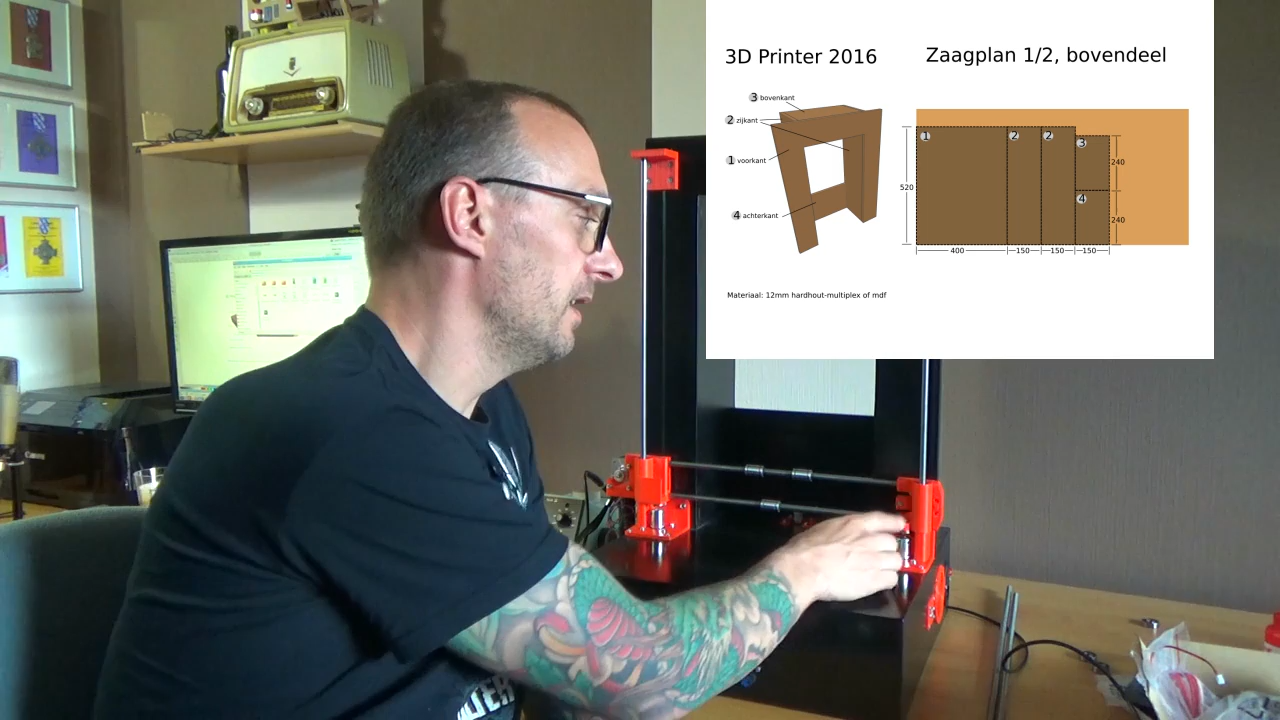 3D Printer 2016
Zaagplan 1/2, bovendeel
3 bovenkant
2 zijkant
1 voorkant
4 achterkant
1
2
2
3
4
520
240
240
400
150
150
150
Materiaal: 12mm hardhout-multiplex of mdf